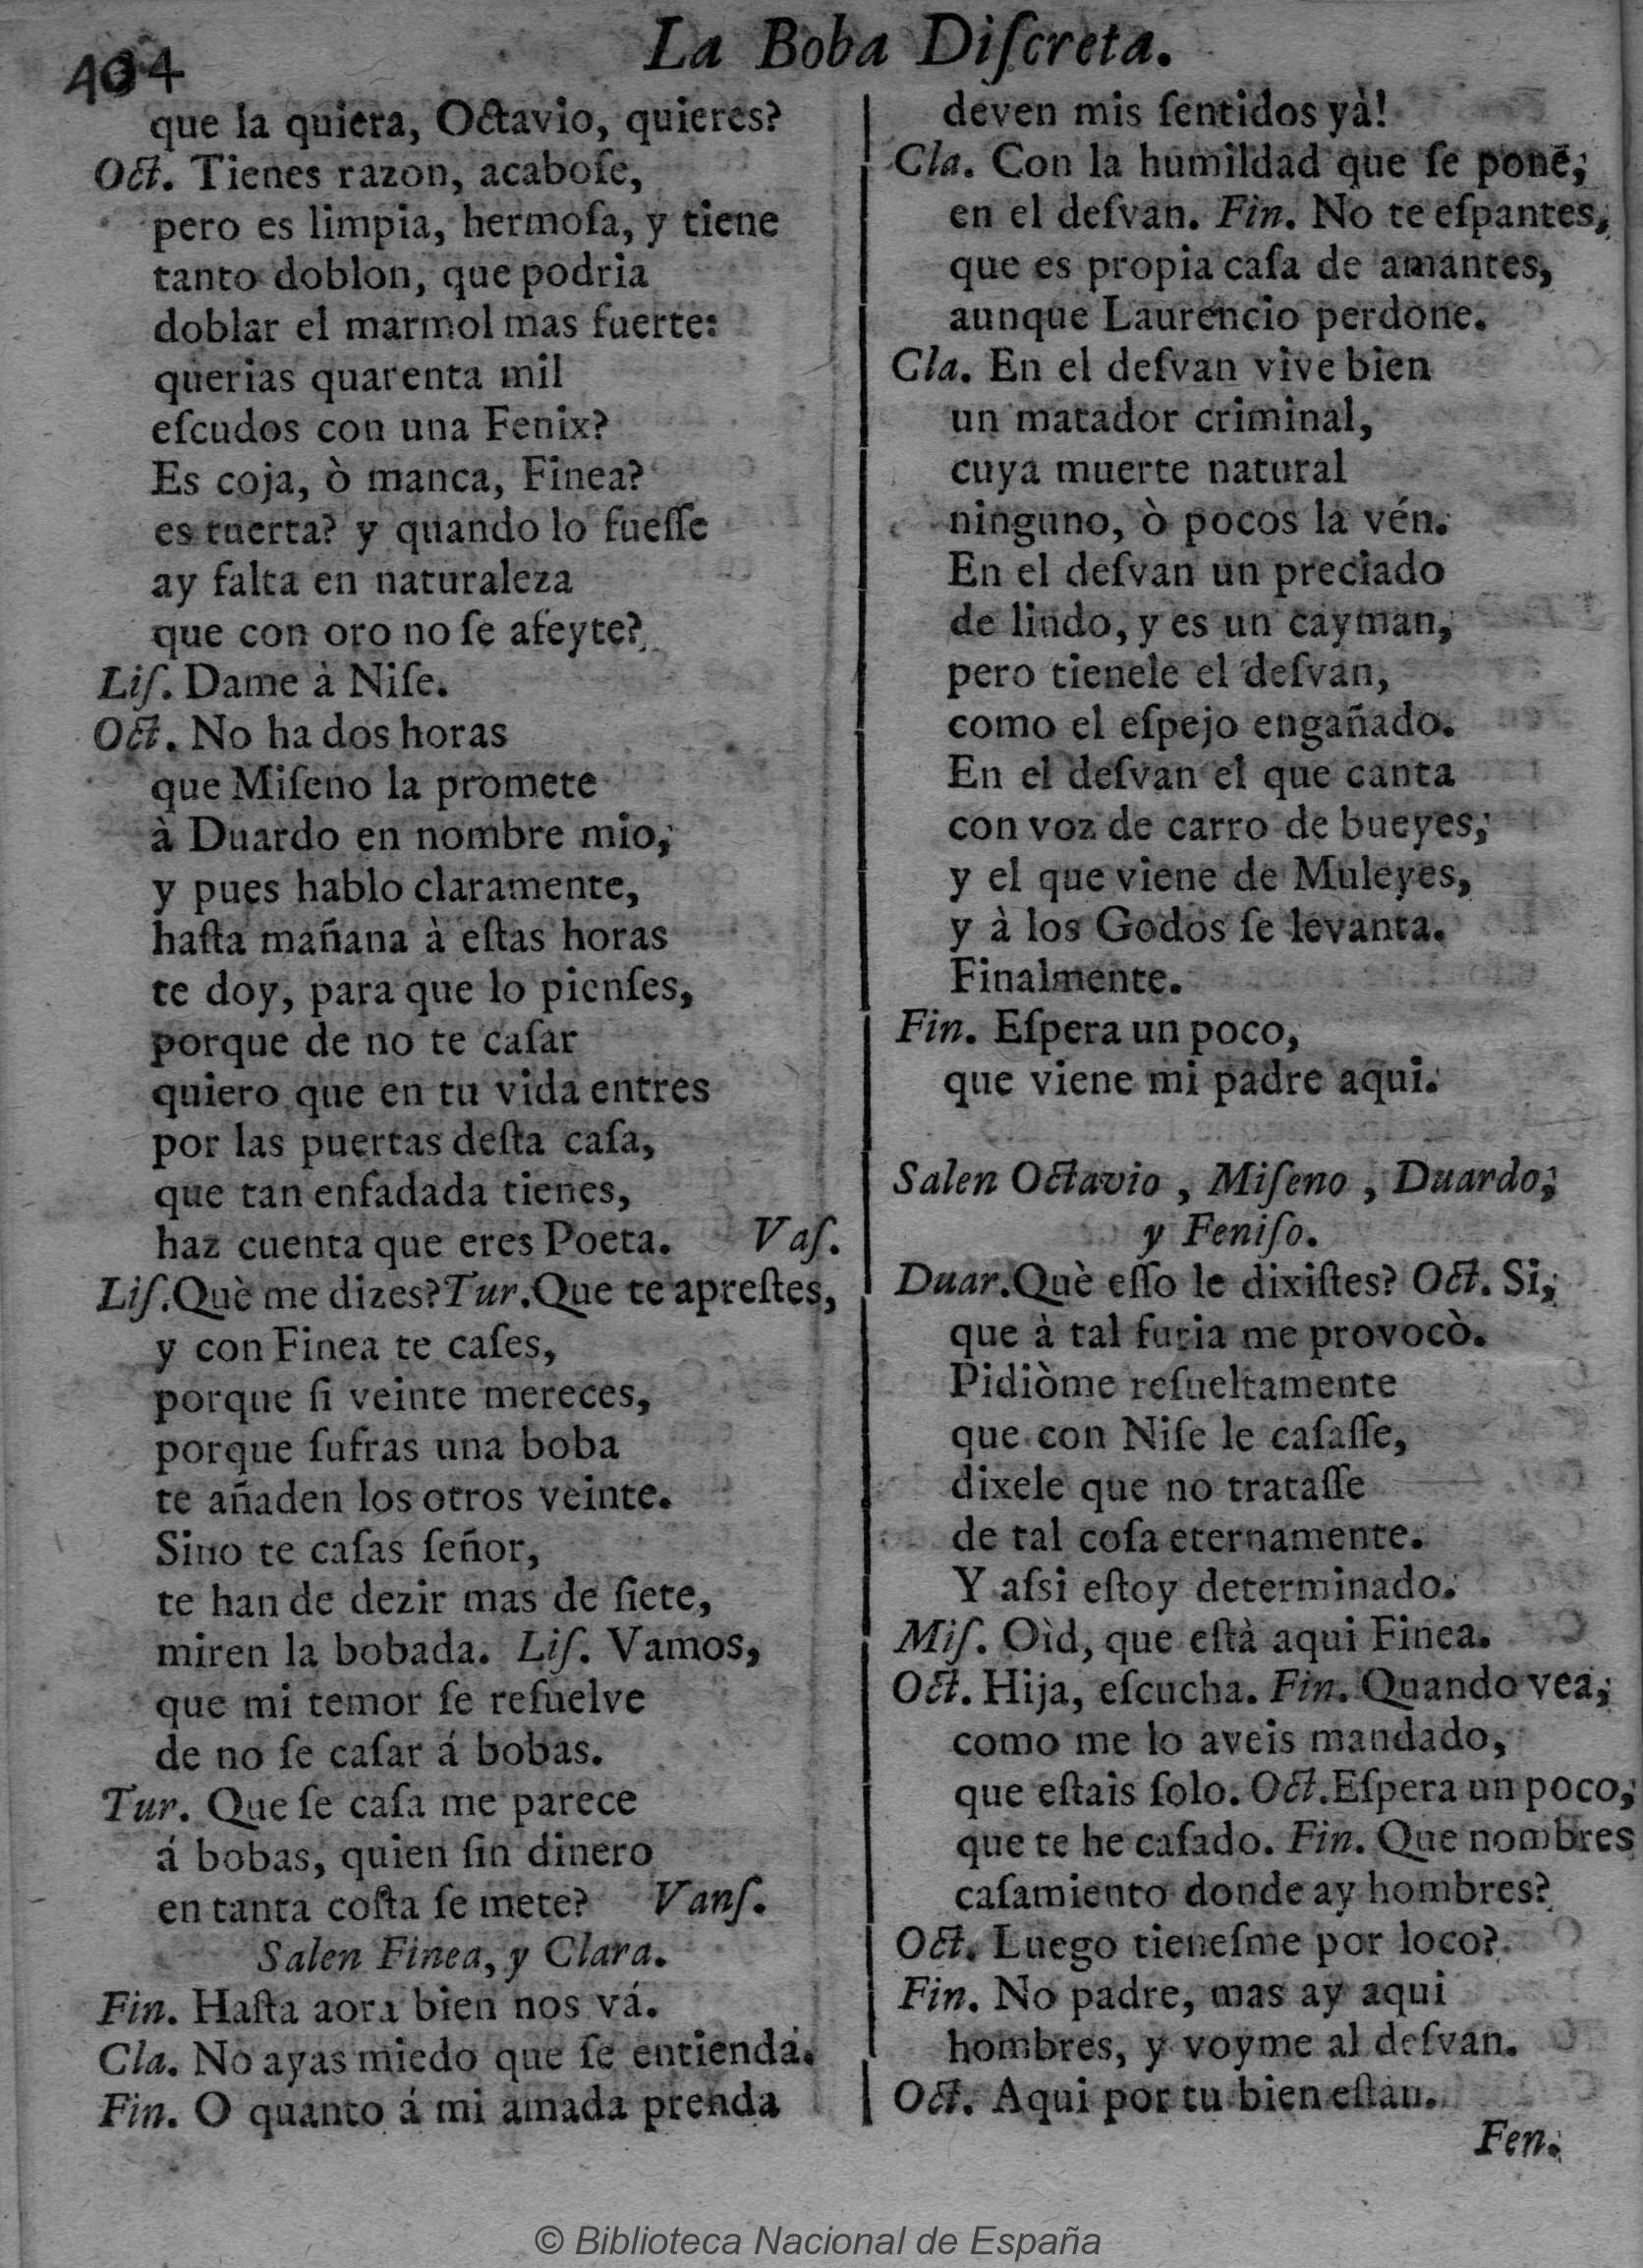 404
La Boba Diſcreta.
que la quiera, Octavio, quieres?
Oct. Tienes razon, acaboſe,
pero es limpia, hermoſa, y tiene
tanto doblon, que podria
doblar el marmol mas fuerte:
querias quarenta mil
eſcudos con una Fenix?
Es coja, ò manca, Finea?
es tuerta? y quando lo fueſſe
ay falta en naturaleza
que con oro no ſe afeyte?
Liſ. Dame à Niſe.
Oct. No ha dos horas
que Miſeno la promete
à Duardo en nombre mio;
y pues hablo claramente,
haſta mañana à eſtas horas
te doy, para que lo pienſes,
porque de no te caſar
quiero que en tu vida entres
por las puertas deſta caſa,
que tan enfadada tienes,
haz cuenta que eres Poeta. Vaſ.
Liſ.Què me dizes?Tur.Que te apreſtes,
y con Finea te caſes,
porque ſi veinte mereces,
porque ſufras una boba
te añaden los otros veinte.
Sino te caſas ſeñor,
te han de dezir mas de ſiete,
miren la bobada. Liſ. Vamos,
que mi temor ſe reſuelve
de no ſe caſar á bobas.
Tur. Que ſe caſa me parece
á bobas, quien ſin dinero
en tanta coſta ſe mete? Vanſ.
Salen Finea, y Clara.
Fin. Haſta aora bien nos vá.
Cla. No ayas miedo que ſe entienda.
Fin. O quanto á mi amada prenda
deven mis ſentidos yà!
Cla. Con la humildad que ſe pone;
en el deſvan. Fin. No te eſpantes,
que es propia caſa de amantes,
aunque Laurencio perdone.
Cla. En el deſvan vive bien
un matador criminal,
cuya muerte natural
ninguno, ò pocos la vén.
En el deſvan un preciado
de lindo, y es un cayman,
pero tienele el deſvan,
como el eſpejo engañado.
En el deſvan el que canta
con voz de carro de bueyes;
y el que viene de Muleyes,
y à los Godos ſe levanta.
Finalmente.
Fin. Eſpera un poco,
que viene mi padre aqui.
Salen Octavio , Miſeno , Duardo;
y Feniſo.
Duar.Què eſſo le dixiſtes? Oct. Si,
que à tal furia me provocò.
Pidiòme reſueltamente
que con Niſe le caſaſſe,
dixele que no trataſſe
de tal coſa eternamente.
Y aſsi eſtoy determinado.
Miſ. Oìd, que eſtà aqui Finea.
Oct. Hija, eſcucha. Fin. Quando vea;
como me lo aveis mandado,
que eſtais ſolo. Oct.Eſpera un poco;
que te he caſado. Fin. Que nombres
caſamiento donde ay hombres?
Oct. Luego tieneſme por loco?
Fin. No padre, mas ay aqui
hombres, y voyme al deſvan.
Oct. Aqui por tu bien eſtan.
Fen.
© Biblioteca Nacional de España